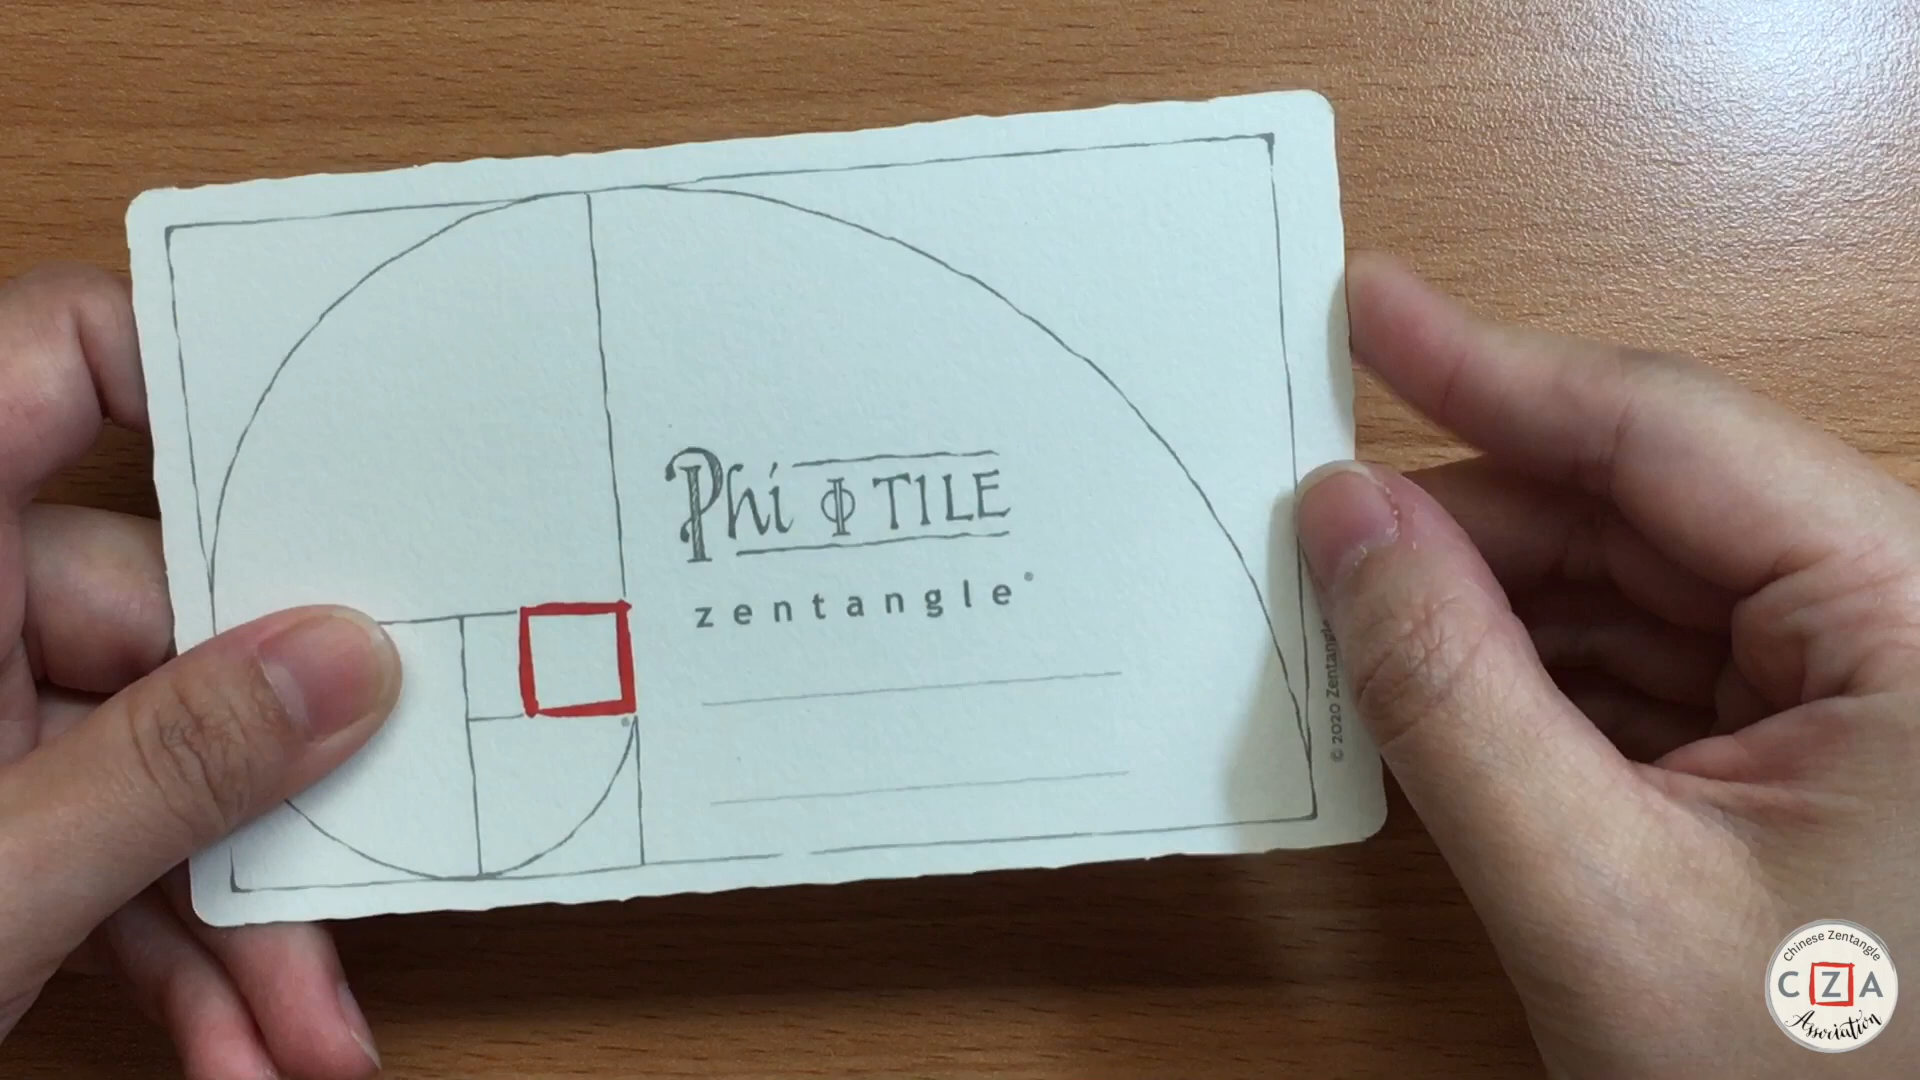 Phi Φ TILE
zentangle®
© 2020 Zentangle
Chinese Zentangle
CZA
Association